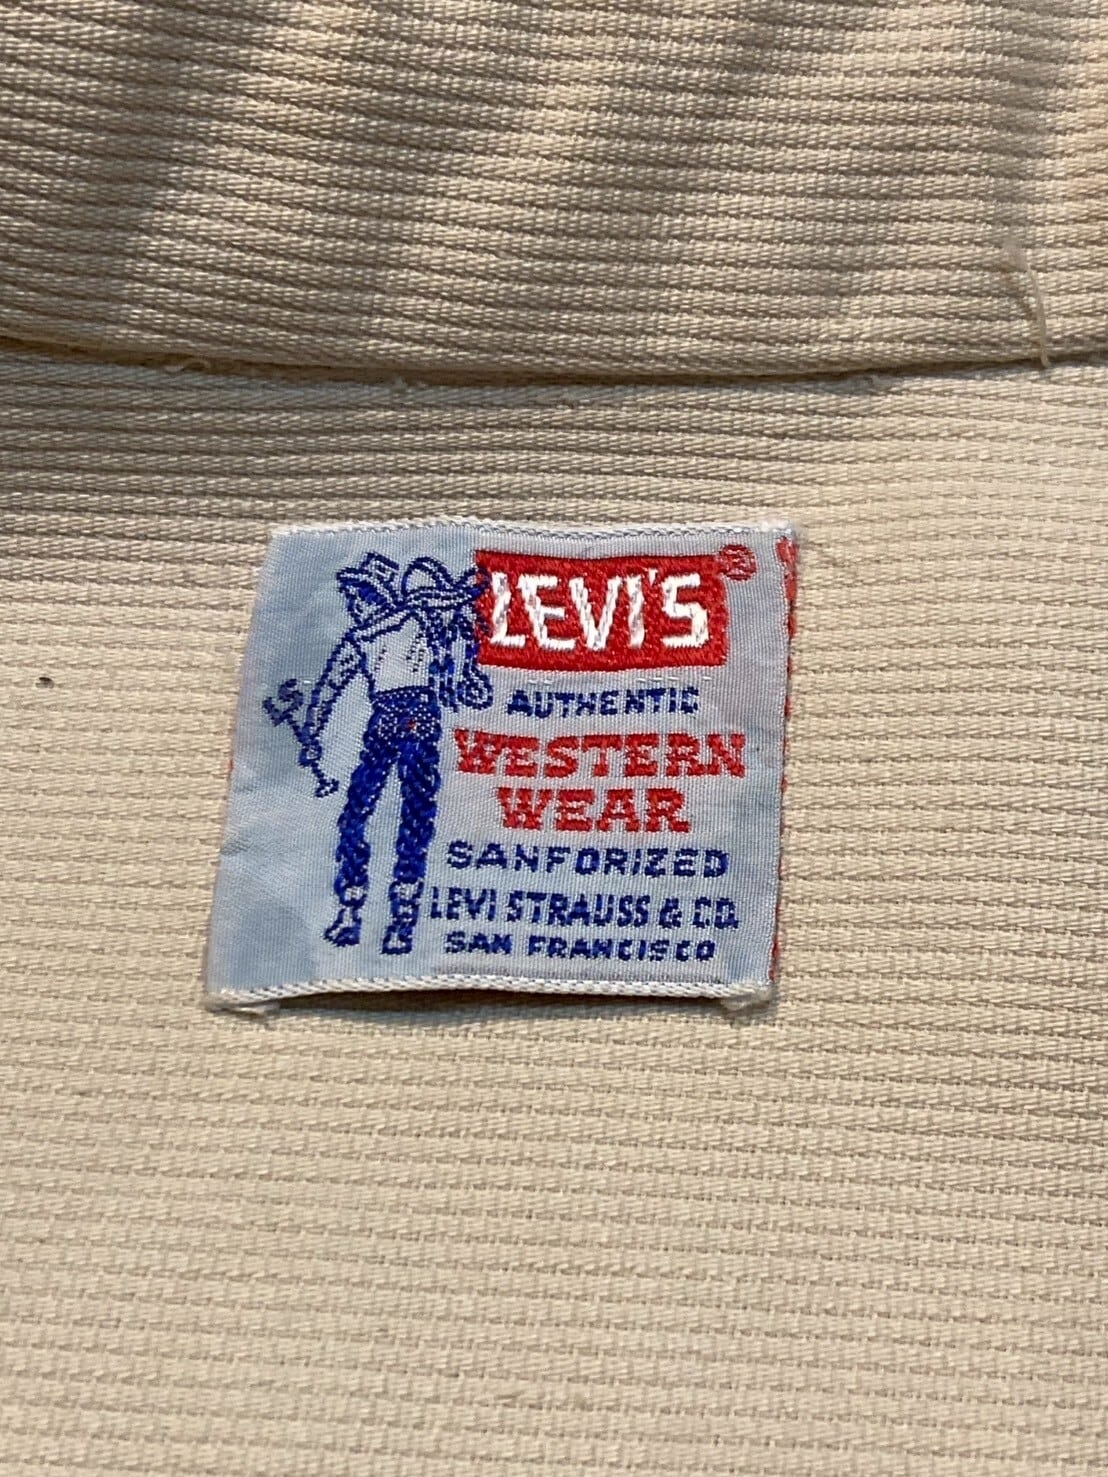 LEVI'S ®
AUTHENTIC
WESTERN
WEAR
SANFORIZED
LEVI STRAUSS & CO.
SAN FRANCISCO